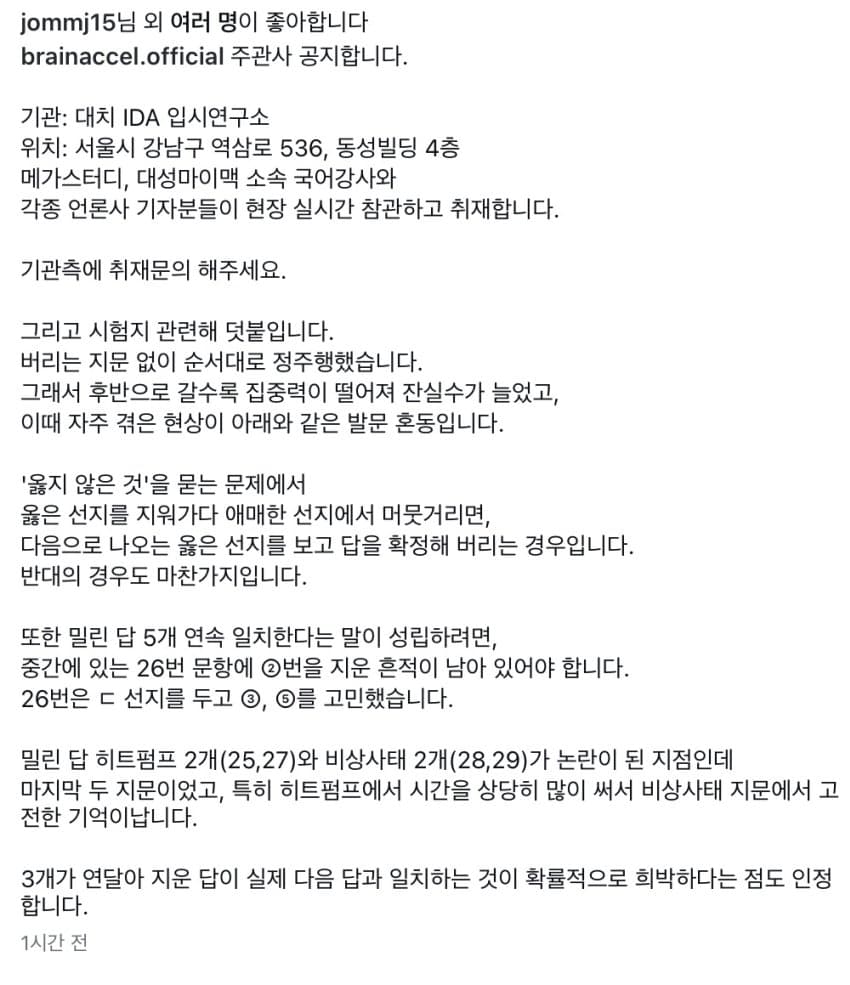 jommj15님 외 여러 명이 좋아합니다
brainaccel.official 주관사 공지합니다.
기관: 대치 IDA 입시연구소
위치: 서울시 강남구 역삼로 536, 동성빌딩 4층
메가스터디, 대성마이맥 소속 국어강사와
각종 언론사 기자분들이 현장 실시간 참관하고 취재합니다.
기관측에 취재문의 해주세요.
그리고 시험지 관련해 덧붙입니다.
버리는 지문 없이 순서대로 정주행했습니다.
그래서 후반으로 갈수록 집중력이 떨어져 잔실수가 늘었고,
이때 자주 겪은 현상이 아래와 같은 발문 혼동입니다.
'옳지 않은 것'을 묻는 문제에서
옳은 선지를 지워가다 애매한 선지에서 머뭇거리면,
다음으로 나오는 옳은 선지를 보고 답을 확정해 버리는 경우입니다.
반대의 경우도 마찬가지입니다.
또한 밀린 답 5개 연속 일치한다는 말이 성립하려면,
중간에 있는 26번 문항에 ②번을 지운 흔적이 남아 있어야 합니다.
26번은 ㄷ 선지를 두고 ③, ⑤를 고민했습니다.
밀린 답 히트펌프 2개(25,27)와 비상사태 2개(28,29)가 논란이 된 지점인데
마지막 두 지문이었고, 특히 히트펌프에서 시간을 상당히 많이 써서 비상사태 지문에서 고
전한 기억이납니다.
3개가 연달아 지운 답이 실제 다음 답과 일치하는 것이 확률적으로 희박하다는 점도 인정
합니다.
1시간 전